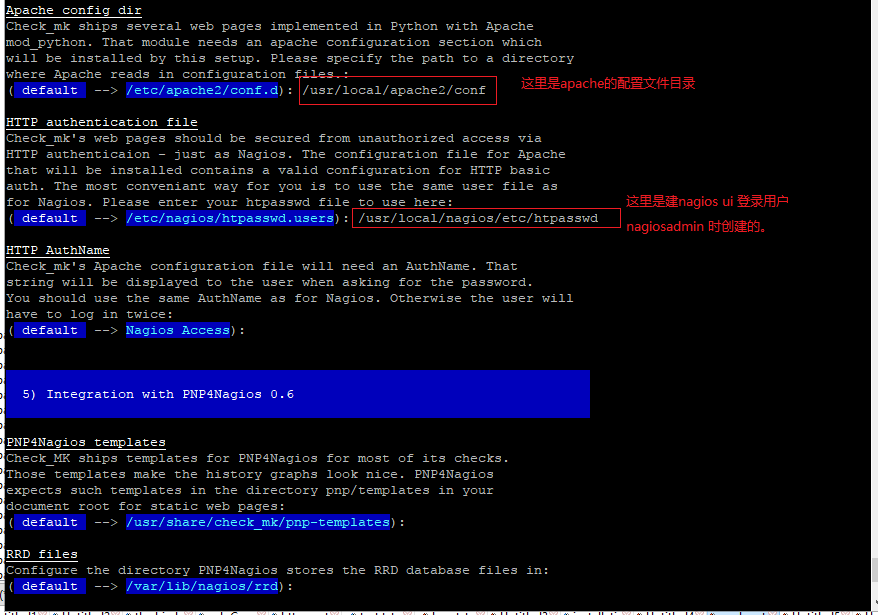 Apache config dir
Check_mk ships several web pages implemented in Python with Apache
mod_python. That module needs an apache configuration section which
will be installed by this setup. Please specify the path to a directory
where Apache reads in configuration files.:
( default --> /etc/apache2/conf.d): /usr/local/apache2/conf
这里是apache的配置文件目录
HTTP authentication file
Check_mk's web pages should be secured from unauthorized access via
HTTP authenticaion - just as Nagios. The configuration file for Apache
that will be installed contains a valid configuration for HTTP basic
auth. The most conveniant way for you is to use the same user file as
for Nagios. Please enter your htpasswd file to use here:
( default --> /etc/nagios/htpasswd.users): /usr/local/nagios/etc/htpasswd
这里是建nagios ui 登录用户
nagiosadmin 时创建的。
HTTP AuthName
Check_mk's Apache configuration file will need an AuthName. That
string will be displayed to the user when asking for the password.
You should use the same AuthName as for Nagios. Otherwise the user will
have to log in twice:
( default --> Nagios Access):
5) Integration with PNP4Nagios 0.6
PNP4Nagios templates
Check_MK ships templates for PNP4Nagios for most of its checks.
Those templates make the history graphs look nice. PNP4Nagios
expects such templates in the directory pnp/templates in your
document root for static web pages:
( default --> /usr/share/check_mk/pnp-templates):
RRD files
Configure the directory PNP4Nagios stores the RRD database files in:
( default --> /var/lib/nagios/rrd):